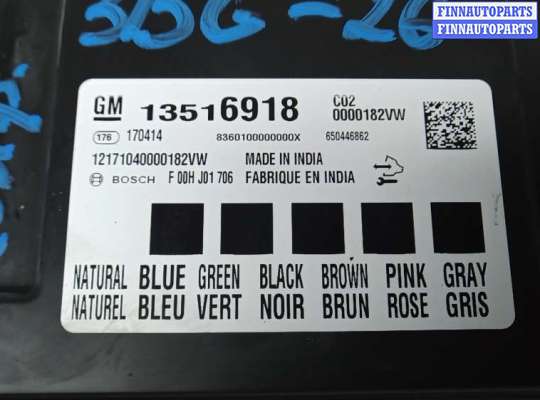 FINNAUTOPARTS
FINNAUTOPARTS
GM 13516918 C02
0000182VW
176 170414 8360100000000X 650446862
12171040000182VW MADE IN INDIA
BOSCH F 00H J01 706 FABRIQUE EN INDIA
NATURAL BLUE GREEN BLACK BROWN PINK GRAY
NATUREL BLEU VERT NOIR BRUN ROSE GRIS